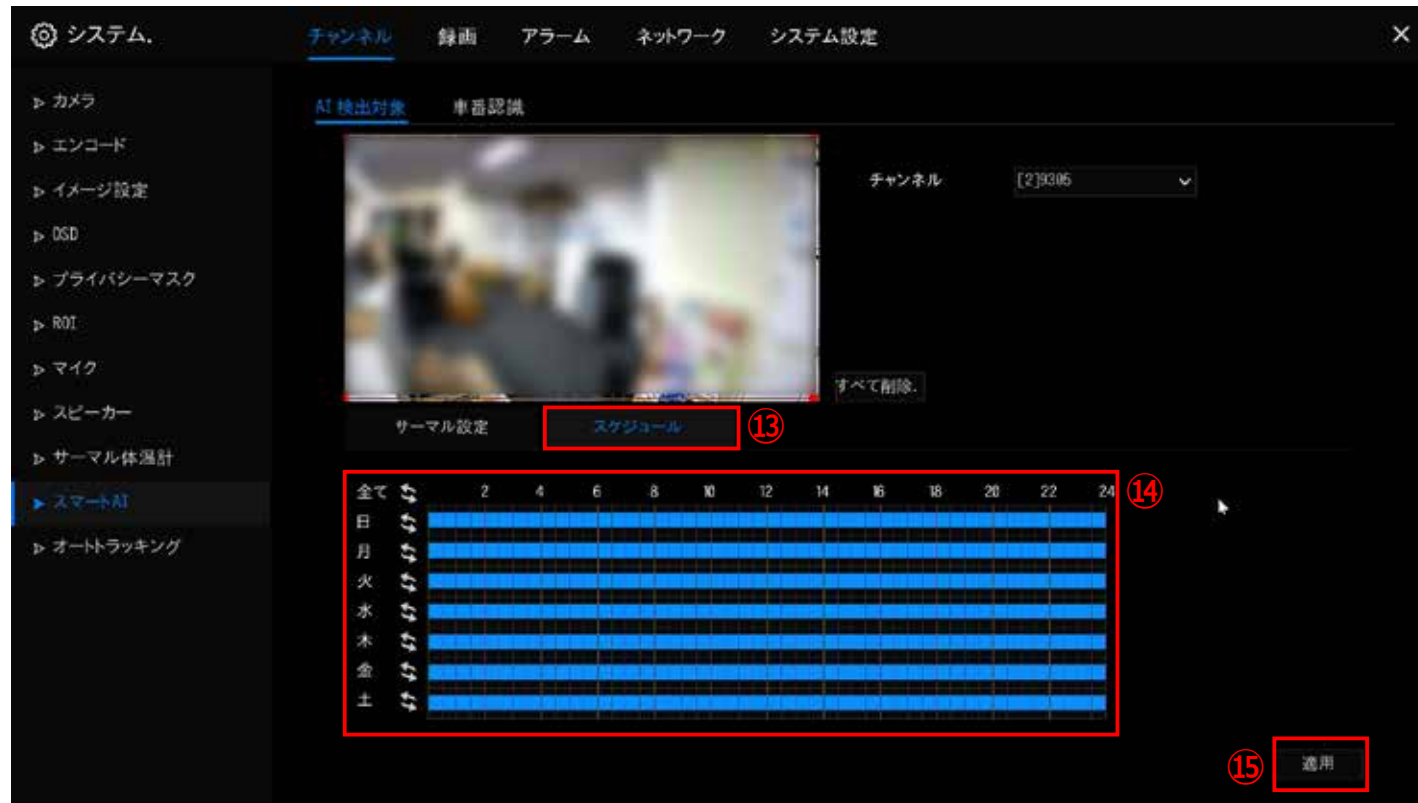 システム.
チャンネル 録画 アラーム ネットワーク システム設定 ×
カメラ
エンコード
イメージ設定
OSD
プライバシーマスク
ROI
マイク
スピーカー
サーマル体温計
スマートAI
オートトラッキング
AI 検出対象 車番認識
チャンネル [2]9305
すべて削除.
サーマル設定 スケジュール ⑬
全て 2 4 6 8 10 12 14 16 18 20 22 24 ⑭
日
月
火
水
木
金
土
⑮ 適用